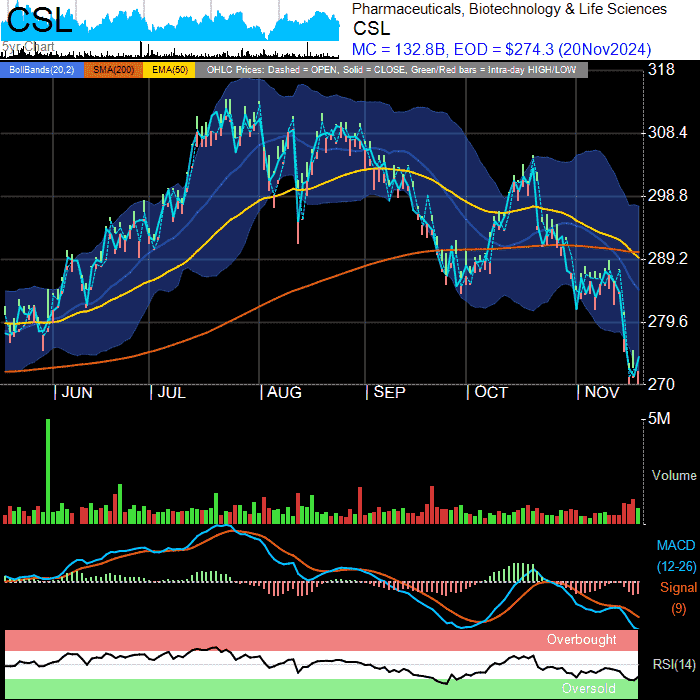 CSL
5yr Chart
Pharmaceuticals, Biotechnology & Life Sciences
CSL
MC = 132.8B, EOD = $274.3 (20Nov2024)
BollBands(20,2) SMA(200) EMA(50) OHLC Prices: Dashed = OPEN, Solid = CLOSE, Green/Red bars = Intra-day HIGH/LOW
318
308.4
298.8
289.2
279.6
270
JUN JUL AUG SEP OCT NOV
5M
Volume
MACD
(12-26)
Signal
(9)
Overbought
RSI(14)
Oversold